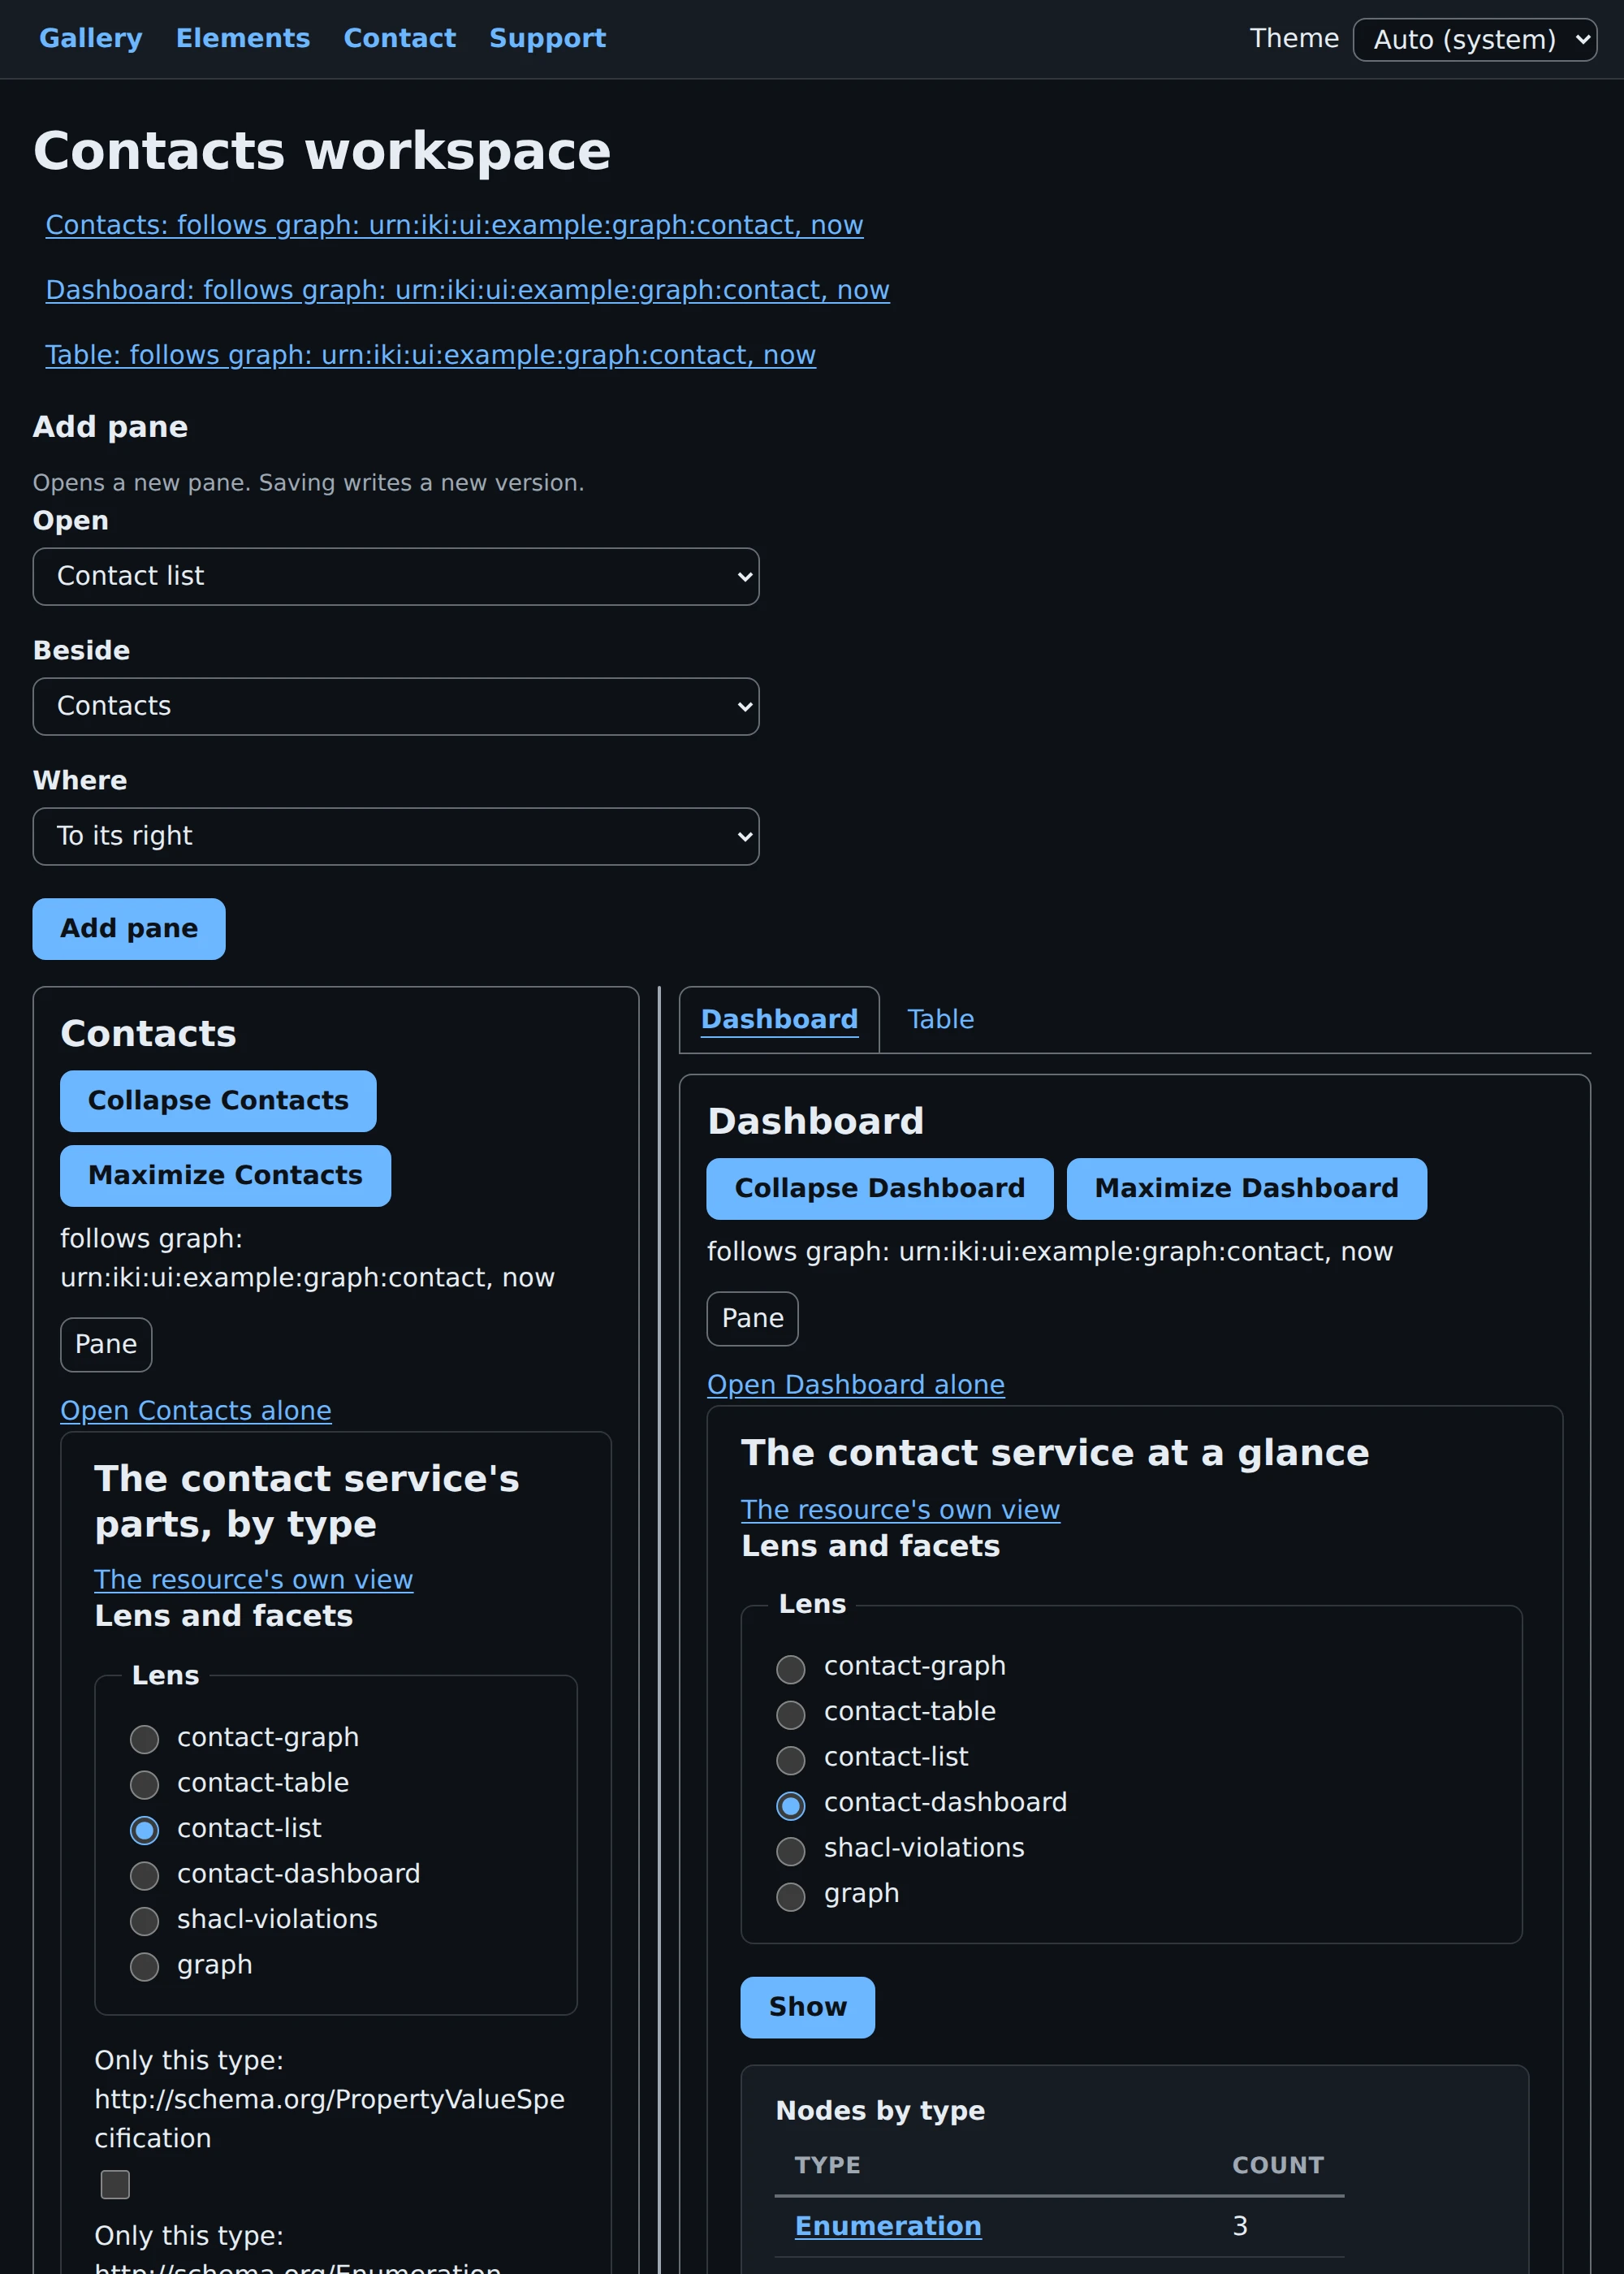 Gallery Elements Contact Support Theme Auto (system)
Contacts workspace
Contacts: follows graph: urn:iki:ui:example:graph:contact, now
Dashboard: follows graph: urn:iki:ui:example:graph:contact, now
Table: follows graph: urn:iki:ui:example:graph:contact, now
Add pane
Opens a new pane. Saving writes a new version.
Open
Contact list
Beside
Contacts
Where
To its right
Add pane
Contacts
Collapse Contacts
Maximize Contacts
follows graph:
urn:iki:ui:example:graph:contact, now
Pane
Open Contacts alone
The contact service's
parts, by type
The resource's own view
Lens and facets
Lens
contact-graph
contact-table
contact-list
contact-dashboard
shacl-violations
graph
Only this type:
http://schema.org/PropertyValueSpe
cification
Only this type:
http://schema.org/Enumeration
Dashboard Table
Dashboard
Collapse Dashboard Maximize Dashboard
follows graph: urn:iki:ui:example:graph:contact, now
Pane
Open Dashboard alone
The contact service at a glance
The resource's own view
Lens and facets
Lens
contact-graph
contact-table
contact-list
contact-dashboard
shacl-violations
graph
Show
Nodes by type
TYPE COUNT
Enumeration 3